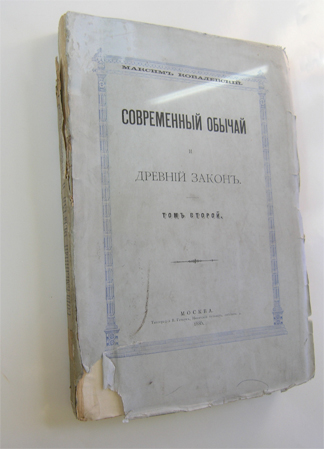 МАКСИМЪ КОВАЛЕВСКІЙ.
СОВРЕМЕННЫЙ ОБЫЧАЙ
И
ДРЕВНІЙ ЗАКОНЪ.
ТОМЪ ВТОРОЙ.
МОСКВА